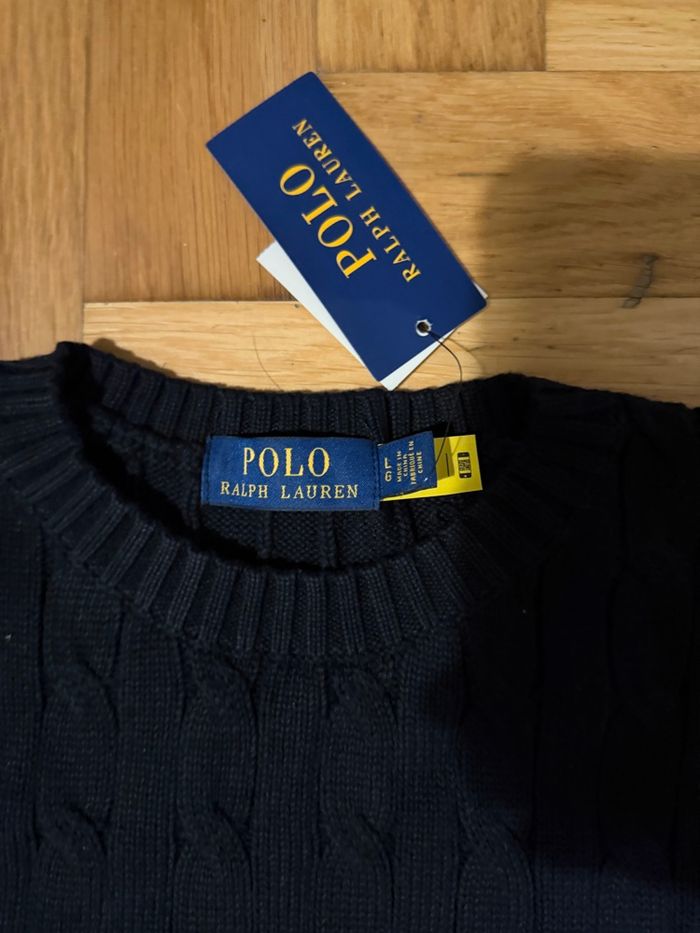 POLO
RALPH LAUREN
POLO
RALPH LAUREN
L
G
MADE IN
CHINA
FABRIQUÉ EN
CHINE